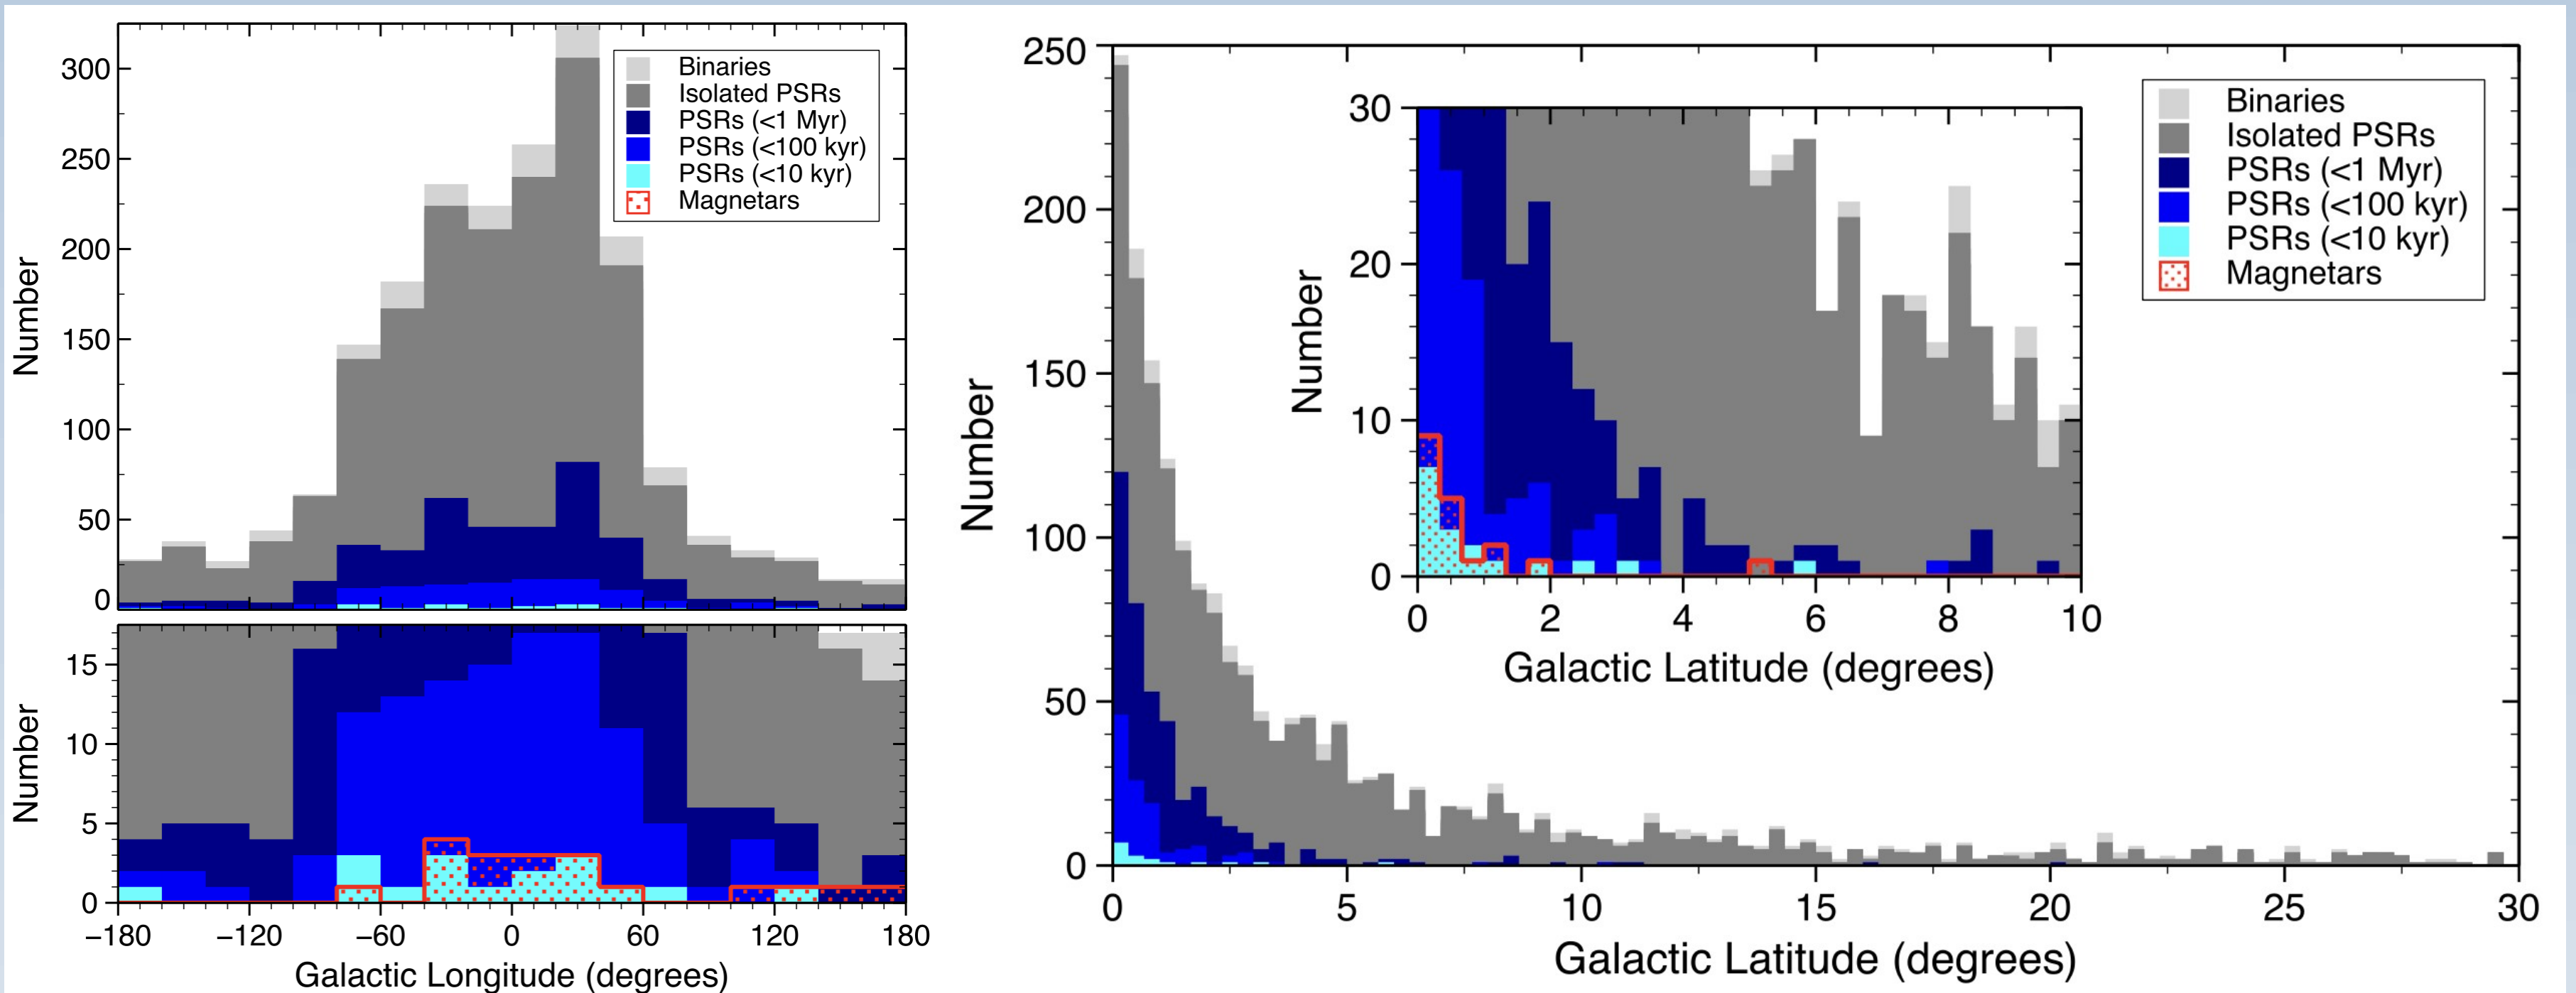 300
250
200
150
100
50
0
Number
Binaries
Isolated PSRs
PSRs (<1 Myr)
PSRs (<100 kyr)
PSRs (<10 kyr)
Magnetars
15
10
5
0
Number
−180 −120 −60 0 60 120 180
Galactic Longitude (degrees)
250
200
150
100
50
0
Number
0 5 10 15 20 25 30
Galactic Latitude (degrees)
30
20
10
0
Number
0 2 4 6 8 10
Galactic Latitude (degrees)
Binaries
Isolated PSRs
PSRs (<1 Myr)
PSRs (<100 kyr)
PSRs (<10 kyr)
Magnetars